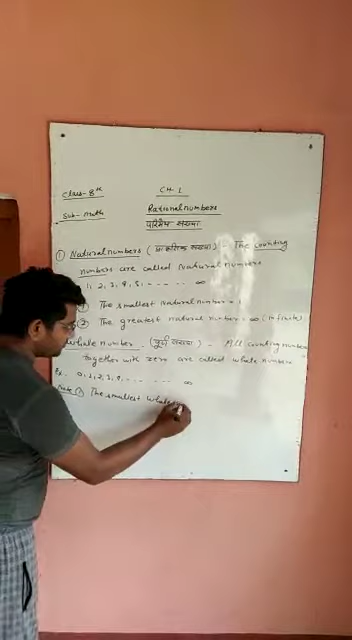 Class-8th
CH-1
Sub-Math
Rational numbers
परिमेय संख्या
① Natural numbers (प्राकृतिक संख्या) - The counting
numbers are called Natural numbers
1, 2, 3, 4, 5, - - - - - ∞
① The smallest Natural number = 1
② The greatest natural number = ∞ (infinite)
Whole number - (पूर्ण संख्या) - All counting numbers
together with zero are called whole numbers
Ex. 0, 1, 2, 3, 4, - - - - - ∞
Note ① The smallest whole